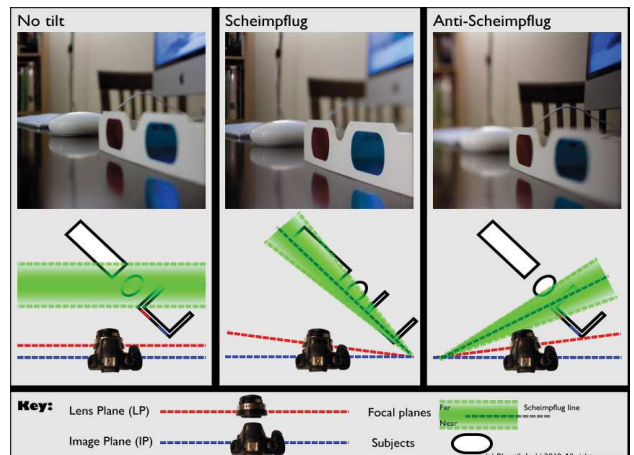 No tilt
Scheimpflug
Anti-Scheimpflug
Key:
Lens Plane (LP)
Image Plane (IP)
Focal planes
Subjects
Far
Near
Scheimpflug line